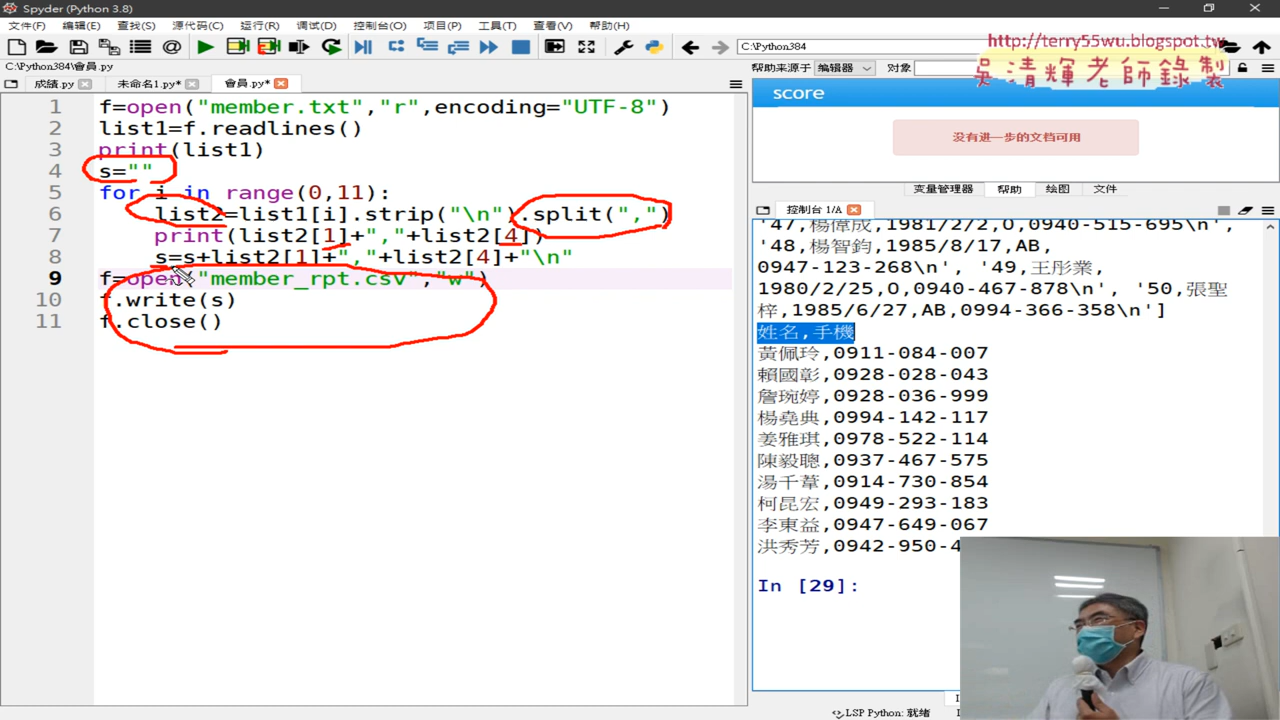 Spyder (Python 3.8)
文件(F) 编辑(E) 查找(S) 源代码(C) 运行(R) 调试(D) 控制台(O) 项目(P) 工具(T) 查看(V) 帮助(H)
C:\Python384
http://terry55wu.blogspot.tw
吳清輝老師錄製
C:\Python384\會員.py
帮助来源于 编辑器 对象
成績.py 未命名1.py* 會員.py*
score
没有进一步的文档可用
变量管理器 帮助 绘图 文件
控制台 1/A
1 f=open("member.txt","r",encoding="UTF-8")
2 list1=f.readlines()
3 print(list1)
4 s=""
5 for i in range(0,11):
6 list2=list1[i].strip("\n").split(",")
7 print(list2[1]+","+list2[4])
8 s=s+list2[1]+","+list2[4]+"\n"
9 f=open("member_rpt.csv","w")
10 f.write(s)
11 f.close()
'47,楊偉成,1981/2/2,O,0940-515-695\n',
'48,楊智鈞,1985/8/17,AB,
0947-123-268\n', '49,王彤業,
1980/2/25,O,0940-467-878\n', '50,張聖
梓,1985/6/27,AB,0994-366-358\n']
姓名,手機
黃佩玲,0911-084-007
賴國彰,0928-028-043
詹琬婷,0928-036-999
楊堯典,0994-142-117
姜雅琪,0978-522-114
陳毅聰,0937-467-575
湯千葦,0914-730-854
柯昆宏,0949-293-183
李東益,0947-649-067
洪秀芳,0942-950-4
In [29]:
LSP Python: 就绪